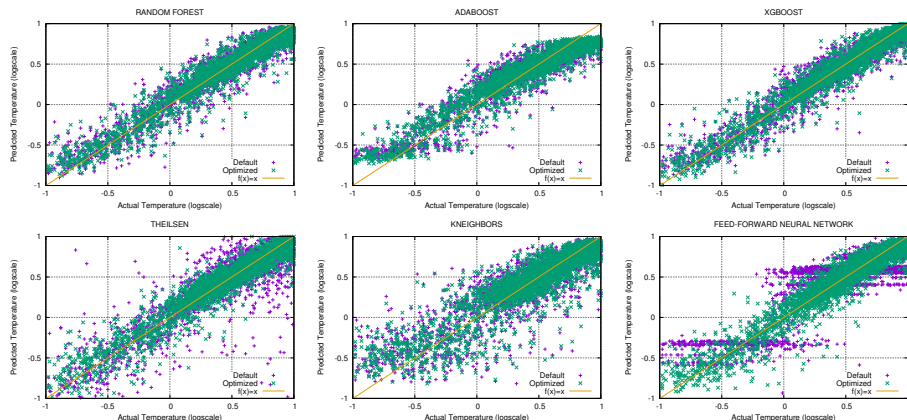 RANDOM FOREST
Predicted Temperature (logscale)
1
0.5
0
-0.5
-1
-1 -0.5 0 0.5 1
Actual Temperature (logscale)
Default
Optimized
f(x)=x
ADABOOST
Predicted Temperature (logscale)
1
0.5
0
-0.5
-1
-1 -0.5 0 0.5 1
Actual Temperature (logscale)
Default
Optimized
f(x)=x
XGBOOST
Predicted Temperature (logscale)
1
0.5
0
-0.5
-1
-1 -0.5 0 0.5
Actual Temperature (logscale)
Default
Optimized
f(x)=x
THEILSEN
Predicted Temperature (logscale)
1
0.5
0
-0.5
-1
-1 -0.5 0 0.5 1
Actual Temperature (logscale)
Default
Optimized
f(x)=x
KNEIGHBORS
Predicted Temperature (logscale)
1
0.5
0
-0.5
-1
-1 -0.5 0 0.5 1
Actual Temperature (logscale)
Default
Optimized
f(x)=x
FEED-FORWARD NEURAL NETWORK
Predicted Temperature (logscale)
1
0.5
0
-0.5
-1
-1 -0.5 0 0.5
Actual Temperature (logscale)
Default
Optimized
f(x)=x